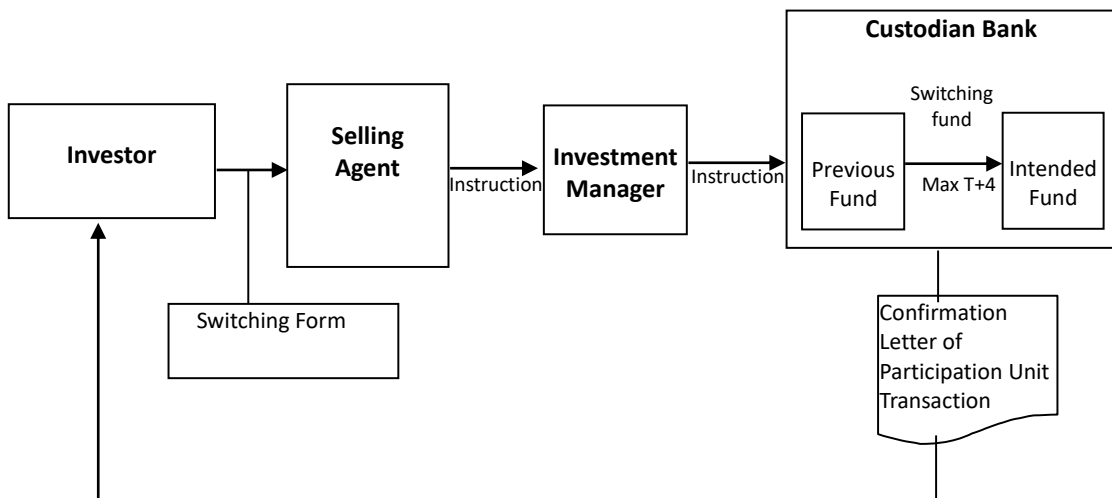 Custodian Bank
Investor
Selling
Agent
Instruction
Investment
Manager
Instruction
Switching
fund
Previous
Fund
Max T+4
Intended
Fund
Switching Form
Confirmation
Letter of
Participation Unit
Transaction